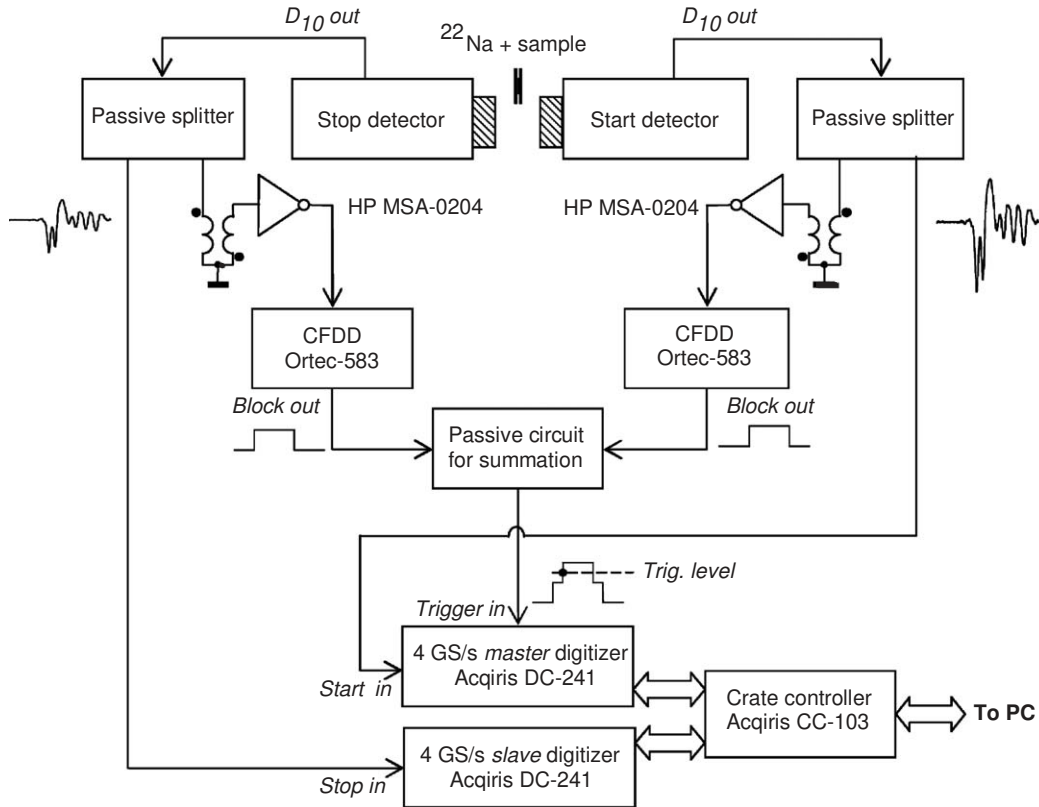 D10 out
22Na + sample
D10 out
Passive splitter
Stop detector
Start detector
Passive splitter
HP MSA-0204
HP MSA-0204
CFDD
Ortec-583
CFDD
Ortec-583
Block out
Block out
Passive circuit
for summation
Trig. level
Trigger in
4 GS/s master digitizer
Acqiris DC-241
Start in
Crate controller
Acqiris CC-103
To PC
4 GS/s slave digitizer
Acqiris DC-241
Stop in